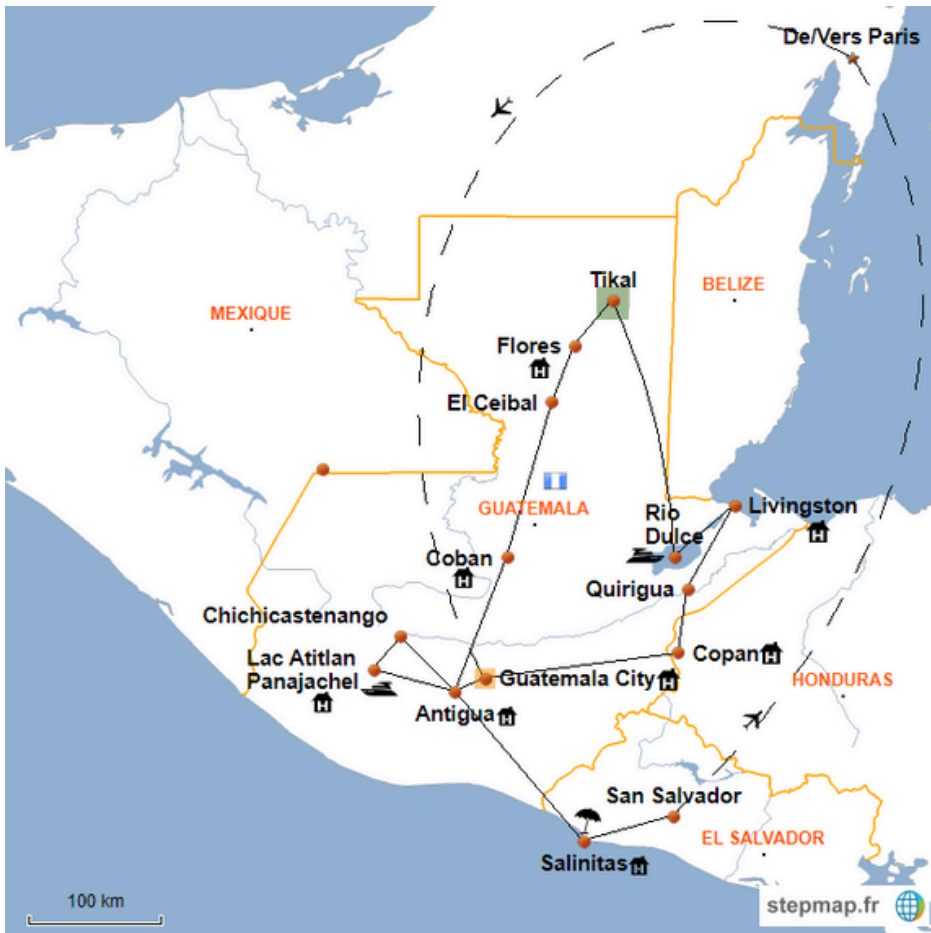 De/Vers Paris
Tikal
BELIZE
MEXIQUE
Flores
El Ceibal
GUATEMALA
Rio
Dulce
Livingston
Coban
Quirigua
Chichicastenango
Lac Atitlan
Panajachel
Copan
Guatemala City
HONDURAS
Antigua
San Salvador
EL SALVADOR
Salinitas
100 km
stepmap.fr